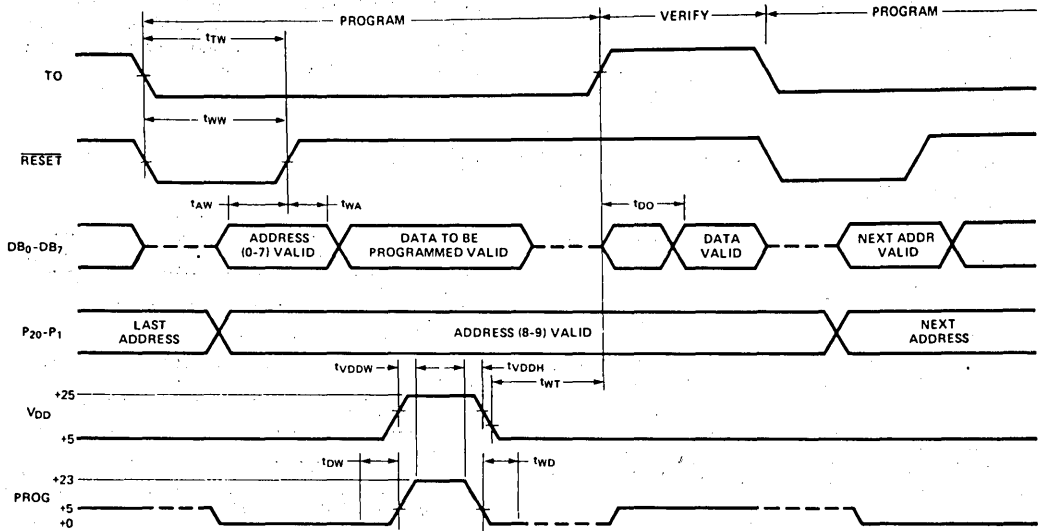 PROGRAM VERIFY PROGRAM
tTW
TO
tWW
RESET
tAW tWA tDO
DB0-DB7 ADDRESS (0-7) VALID DATA TO BE PROGRAMMED VALID DATA VALID NEXT ADDR VALID
P20-P1 LAST ADDRESS ADDRESS (8-9) VALID NEXT ADDRESS
tVDDW tVDDH
tWT
+25
VDD
+5
tDW tWD
+23
PROG
+5
+0